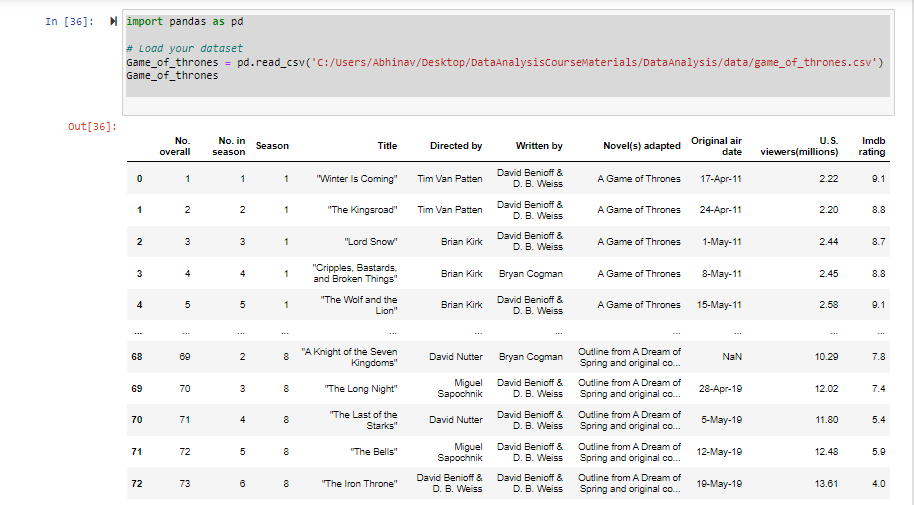 In [36]: import pandas as pd
# Load your dataset
Game_of_thrones = pd.read_csv('C:/Users/Abhinav/Desktop/DataAnalysisCourseMaterials/DataAnalysis/data/game_of_thrones.csv')
Game_of_thrones
Out[36]:
No. overall No. in season Season Title Directed by Written by Novel(s) adapted Original air date U.S. viewers(millions) Imdb rating
0 1 1 1 "Winter Is Coming" Tim Van Patten David Benioff & D. B. Weiss A Game of Thrones 17-Apr-11 2.22 9.1
1 2 2 1 "The Kingsroad" Tim Van Patten David Benioff & D. B. Weiss A Game of Thrones 24-Apr-11 2.20 8.8
2 3 3 1 "Lord Snow" Brian Kirk David Benioff & D. B. Weiss A Game of Thrones 1-May-11 2.44 8.7
3 4 4 1 "Cripples, Bastards, and Broken Things" Brian Kirk Bryan Cogman A Game of Thrones 8-May-11 2.45 8.8
4 5 5 1 "The Wolf and the Lion" Brian Kirk David Benioff & D. B. Weiss A Game of Thrones 15-May-11 2.58 9.1
... ... ... ... ... ... ... ... ... ... ...
68 69 2 8 "A Knight of the Seven Kingdoms" David Nutter Bryan Cogman Outline from A Dream of Spring and original co... NaN 10.29 7.8
69 70 3 8 "The Long Night" Miguel Sapochnik David Benioff & D. B. Weiss Outline from A Dream of Spring and original co... 28-Apr-19 12.02 7.4
70 71 4 8 "The Last of the Starks" David Nutter David Benioff & D. B. Weiss Outline from A Dream of Spring and original co... 5-May-19 11.80 5.4
71 72 5 8 "The Bells" Miguel Sapochnik David Benioff & D. B. Weiss Outline from A Dream of Spring and original co... 12-May-19 12.48 5.9
72 73 6 8 "The Iron Throne" David Benioff & D. B. Weiss David Benioff & D. B. Weiss Outline from A Dream of Spring and original co... 19-May-19 13.61 4.0